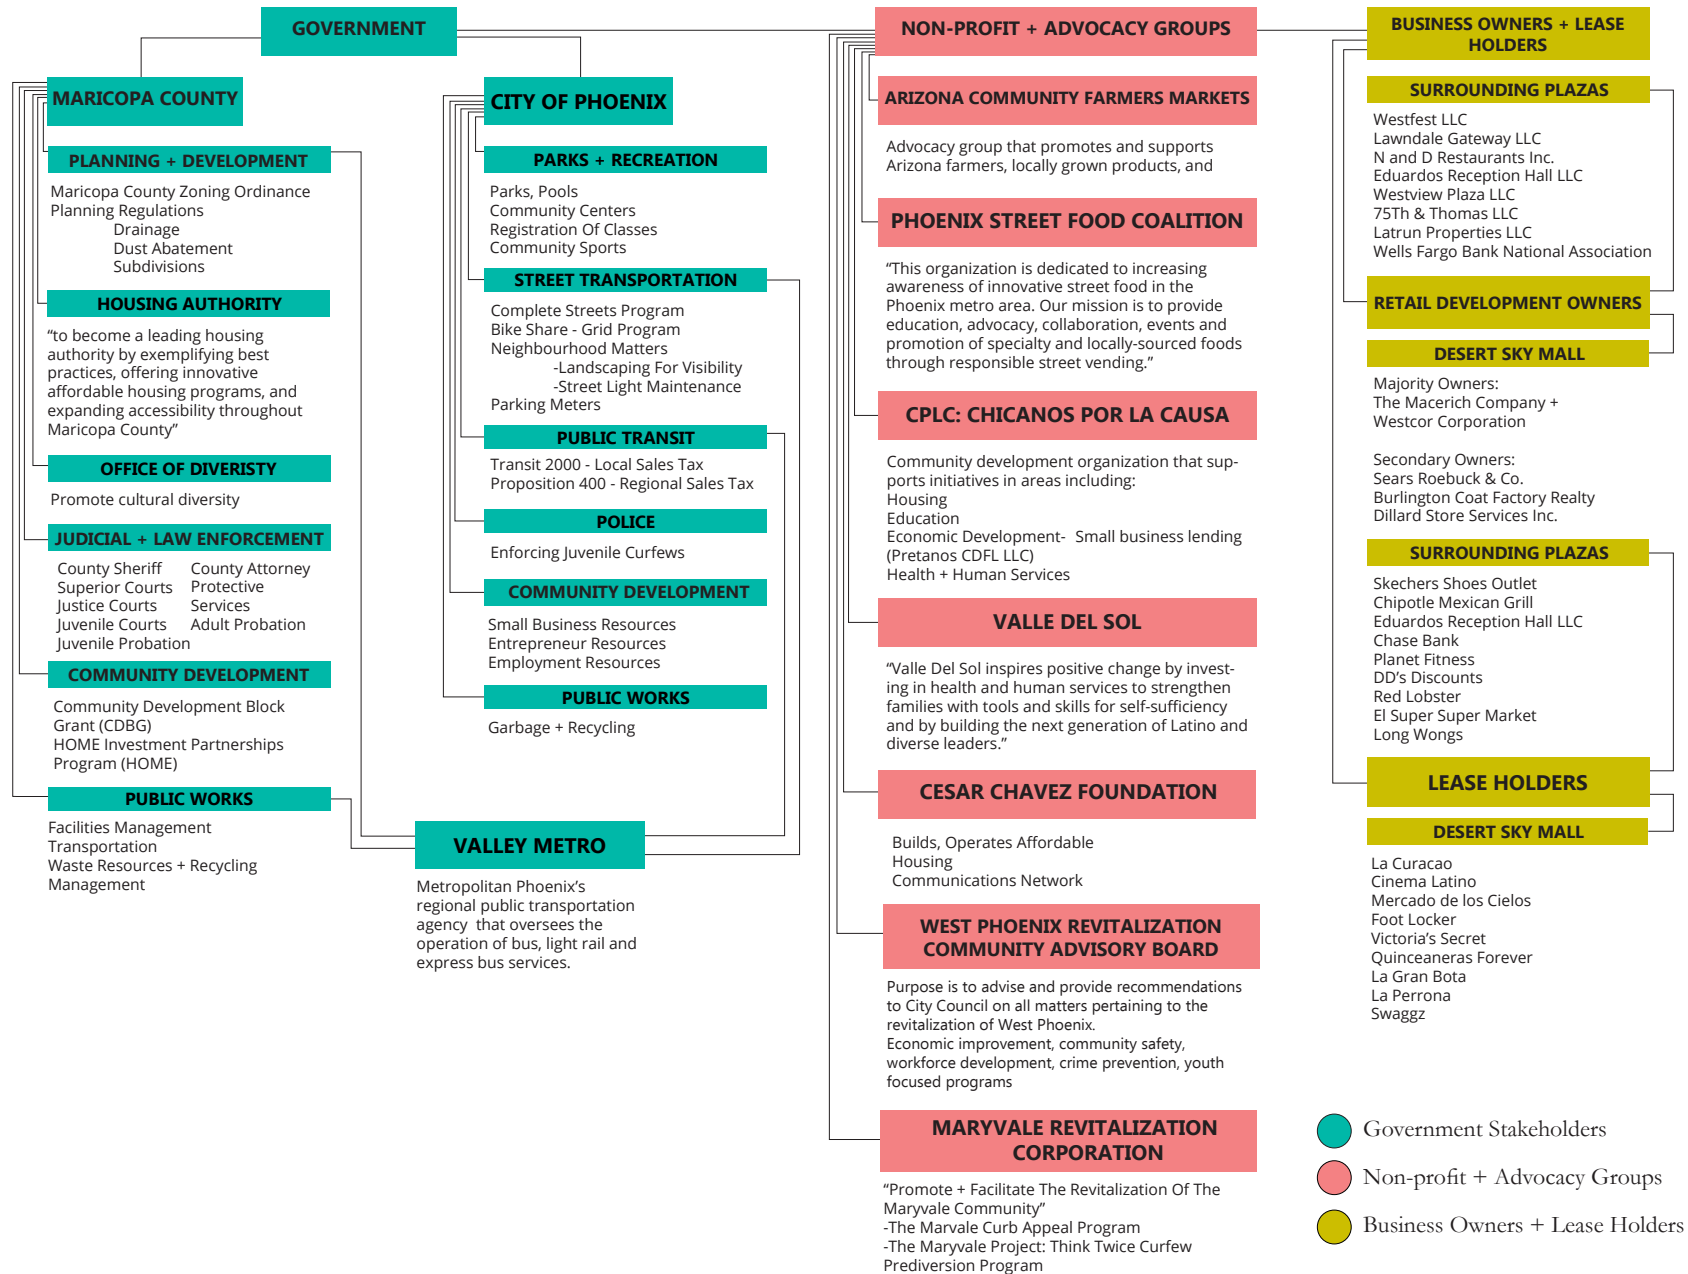 GOVERNMENT
MARICOPA COUNTY
PLANNING + DEVELOPMENT
Maricopa County Zoning Ordinance
Planning Regulations
Drainage
Dust Abatement
Subdivisions
HOUSING AUTHORITY
“to become a leading housing
authority by exemplifying best
practices, offering innovative
affordable housing programs, and
expanding accessibility throughout
Maricopa County”
OFFICE OF DIVERISTY
Promote cultural diversity
JUDICIAL + LAW ENFORCEMENT
County Sheriff
Superior Courts
Justice Courts
Juvenile Courts
Juvenile Probation
County Attorney
Protective
Services
Adult Probation
COMMUNITY DEVELOPMENT
Community Development Block
Grant (CDBG)
HOME Investment Partnerships
Program (HOME)
PUBLIC WORKS
Facilities Management
Transportation
Waste Resources + Recycling
Management
CITY OF PHOENIX
PARKS + RECREATION
Parks, Pools
Community Centers
Registration Of Classes
Community Sports
STREET TRANSPORTATION
Complete Streets Program
Bike Share - Grid Program
Neighbourhood Matters
-Landscaping For Visibility
-Street Light Maintenance
Parking Meters
PUBLIC TRANSIT
Transit 2000 - Local Sales Tax
Proposition 400 - Regional Sales Tax
POLICE
Enforcing Juvenile Curfews
COMMUNITY DEVELOPMENT
Small Business Resources
Entrepreneur Resources
Employment Resources
PUBLIC WORKS
Garbage + Recycling
VALLEY METRO
Metropolitan Phoenix’s
regional public transportation
agency that oversees the
operation of bus, light rail and
express bus services.
NON-PROFIT + ADVOCACY GROUPS
ARIZONA COMMUNITY FARMERS MARKETS
Advocacy group that promotes and supports
Arizona farmers, locally grown products, and
PHOENIX STREET FOOD COALITION
“This organization is dedicated to increasing
awareness of innovative street food in the
Phoenix metro area. Our mission is to provide
education, advocacy, collaboration, events and
promotion of specialty and locally-sourced foods
through responsible street vending.”
CPLC: CHICANOS POR LA CAUSA
Community development organization that sup-
ports initiatives in areas including:
Housing
Education
Economic Development- Small business lending
(Pretanos CDFL LLC)
Health + Human Services
VALLE DEL SOL
“Valle Del Sol inspires positive change by invest-
ing in health and human services to strengthen
families with tools and skills for self-sufficiency
and by building the next generation of Latino and
diverse leaders.”
CESAR CHAVEZ FOUNDATION
Builds, Operates Affordable
Housing
Communications Network
WEST PHOENIX REVITALIZATION
COMMUNITY ADVISORY BOARD
Purpose is to advise and provide recommendations
to City Council on all matters pertaining to the
revitalization of West Phoenix.
Economic improvement, community safety,
workforce development, crime prevention, youth
focused programs
MARYVALE REVITALIZATION
CORPORATION
“Promote + Facilitate The Revitalization Of The
Maryvale Community”
-The Marvale Curb Appeal Program
-The Maryvale Project: Think Twice Curfew
Prediversion Program
BUSINESS OWNERS + LEASE
HOLDERS
SURROUNDING PLAZAS
Westfest LLC
Lawndale Gateway LLC
N and D Restaurants Inc.
Eduardos Reception Hall LLC
Westview Plaza LLC
75Th & Thomas LLC
Latrun Properties LLC
Wells Fargo Bank National Association
RETAIL DEVELOPMENT OWNERS
DESERT SKY MALL
Majority Owners:
The Macerich Company +
Westcor Corporation
Secondary Owners:
Sears Roebuck & Co.
Burlington Coat Factory Realty
Dillard Store Services Inc.
SURROUNDING PLAZAS
Skechers Shoes Outlet
Chipotle Mexican Grill
Eduardos Reception Hall LLC
Chase Bank
Planet Fitness
DD’s Discounts
Red Lobster
El Super Super Market
Long Wongs
LEASE HOLDERS
DESERT SKY MALL
La Curacao
Cinema Latino
Mercado de los Cielos
Foot Locker
Victoria’s Secret
Quinceaneras Forever
La Gran Bota
La Perrona
Swaggz
Government Stakeholders
Non-profit + Advocacy Groups
Business Owners + Lease Holders